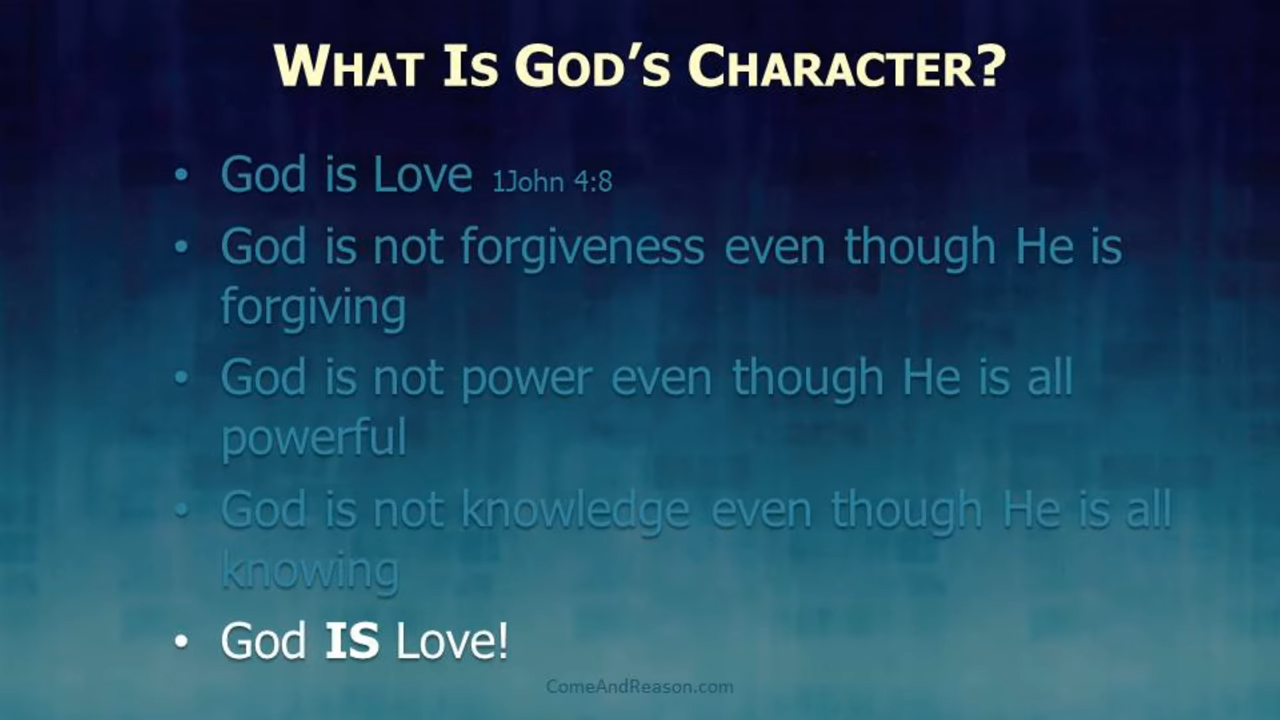 What Is God’s Character?
• God is Love 1John 4:8
• God is not forgiveness even though He is
forgiving
• God is not power even though He is all
powerful
• God is not knowledge even though He is all
knowing
• God IS Love!
ComeAndReason.com